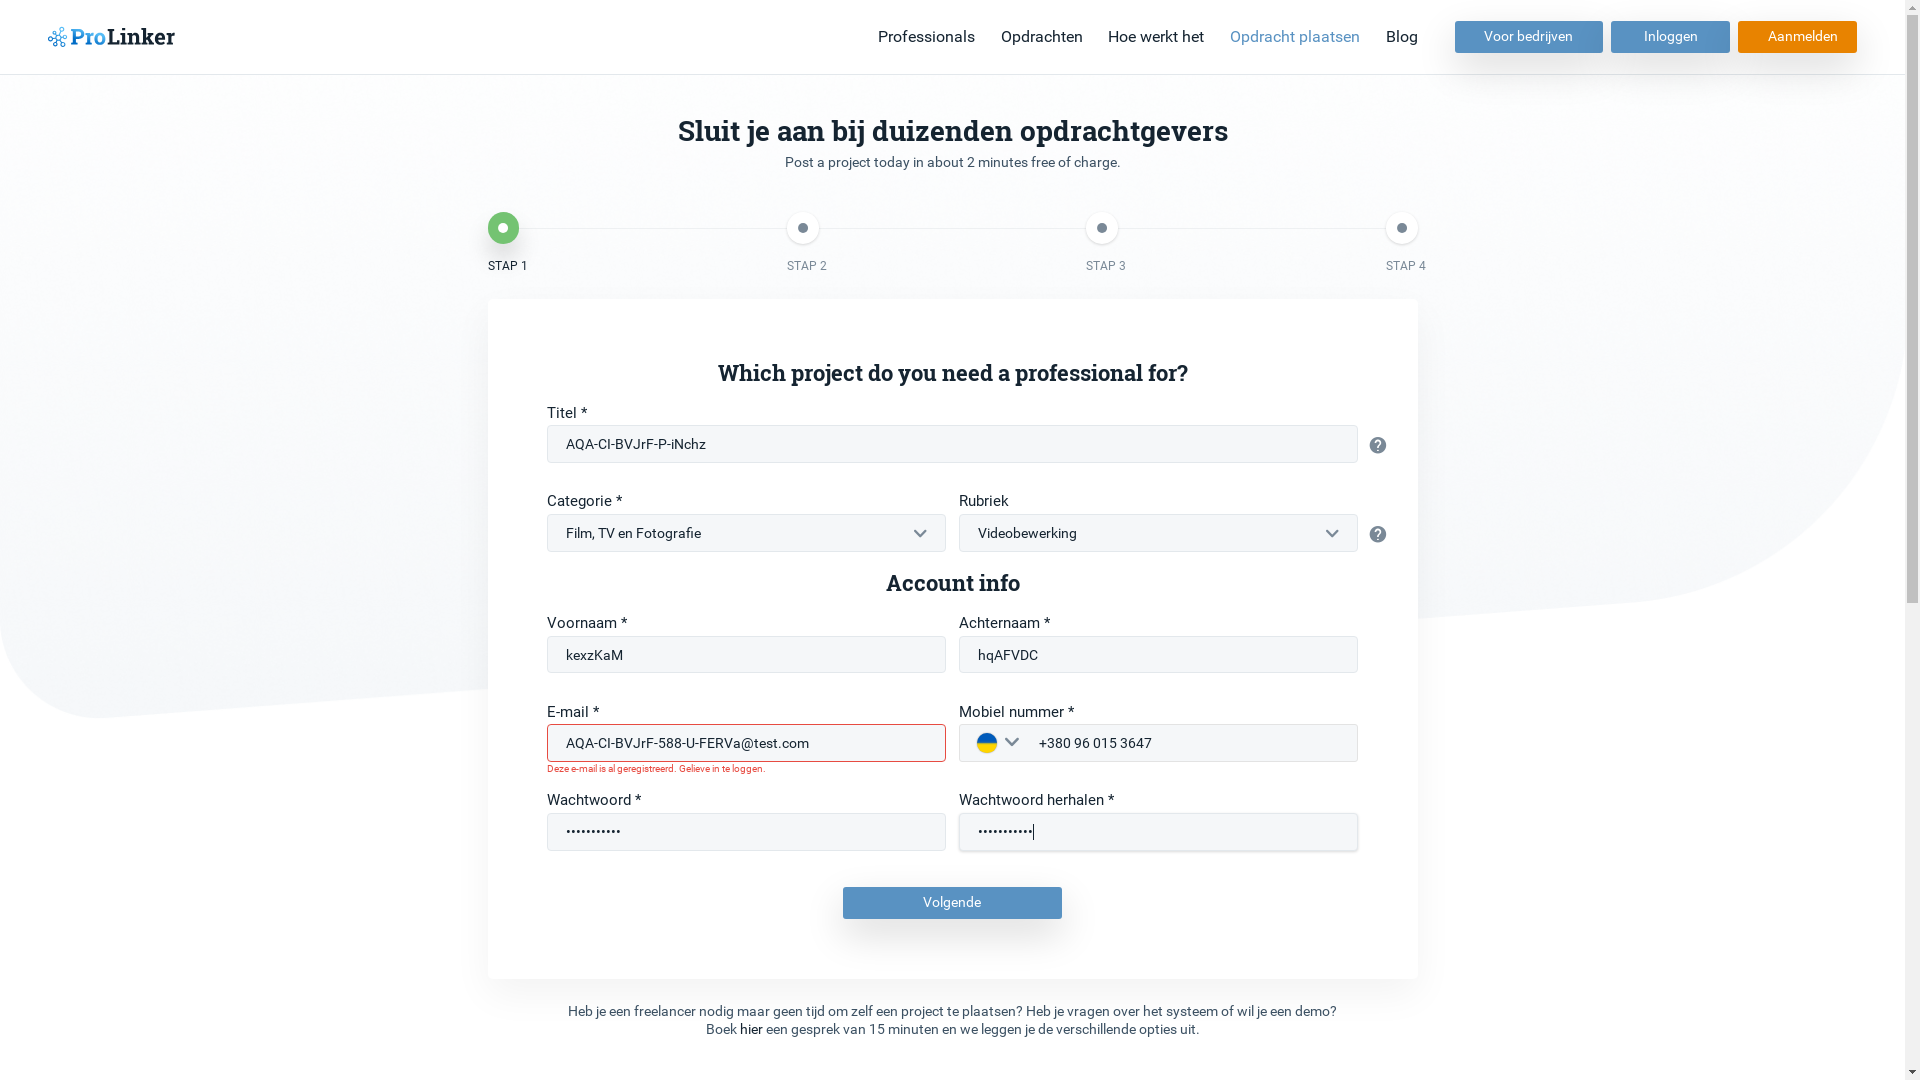 ProLinker
Professionals
Opdrachten
Hoe werkt het
Opdracht plaatsen
Blog
Voor bedrijven
Inloggen
Aanmelden
Sluit je aan bij duizenden opdrachtgevers
Post a project today in about 2 minutes free of charge.
STAP 1
STAP 2
STAP 3
STAP 4
Which project do you need a professional for?
Titel *
AQA-CI-BVJrF-P-iNchz
Categorie *
Rubriek
Film, TV en Fotografie
Videobewerking
Account info
Voornaam *
Achternaam *
kexzKaM
hqAFVDC
E-mail *
Mobiel nummer *
AQA-CI-BVJrF-588-U-FERVa@test.com
+380 96 015 3647
Deze e-mail is al geregistreerd. Gelieve in te loggen.
Wachtwoord *
Wachtwoord herhalen *
•••••••••••
•••••••••••
Volgende
Heb je een freelancer nodig maar geen tijd om zelf een project te plaatsen? Heb je vragen over het systeem of wil je een demo?
Boek hier een gesprek van 15 minuten en we leggen je de verschillende opties uit.